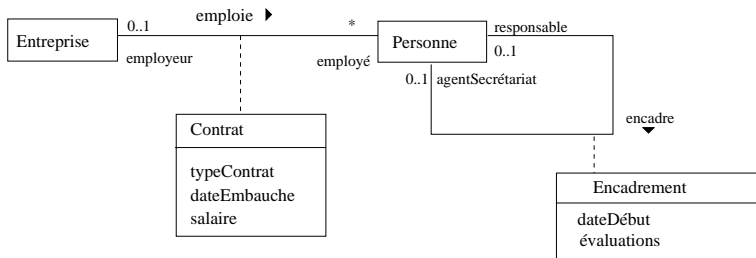 emploie
Entreprise
0..1
*
employeur
employé
Personne
responsable
0..1
0..1
agentSecrétariat
encadre
Contrat
typeContrat
dateEmbauche
salaire
Encadrement
dateDébut
évaluations